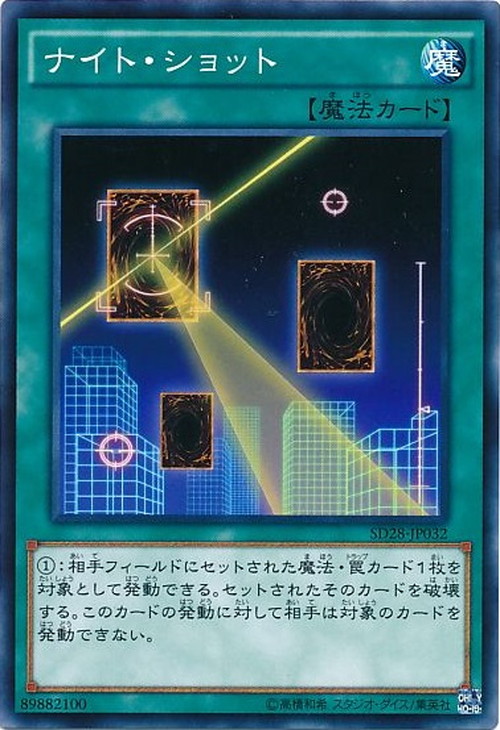 ナイト・ショット
魔
【魔法カード】
SD28-JP032
①：相手フィールドにセットされた魔法・罠カード１枚を
対象として発動できる。セットされたそのカードを破壊
する。このカードの発動に対して相手は対象のカードを
発動できない。
89882100
©高橋和希 スタジオ・ダイス/集英社